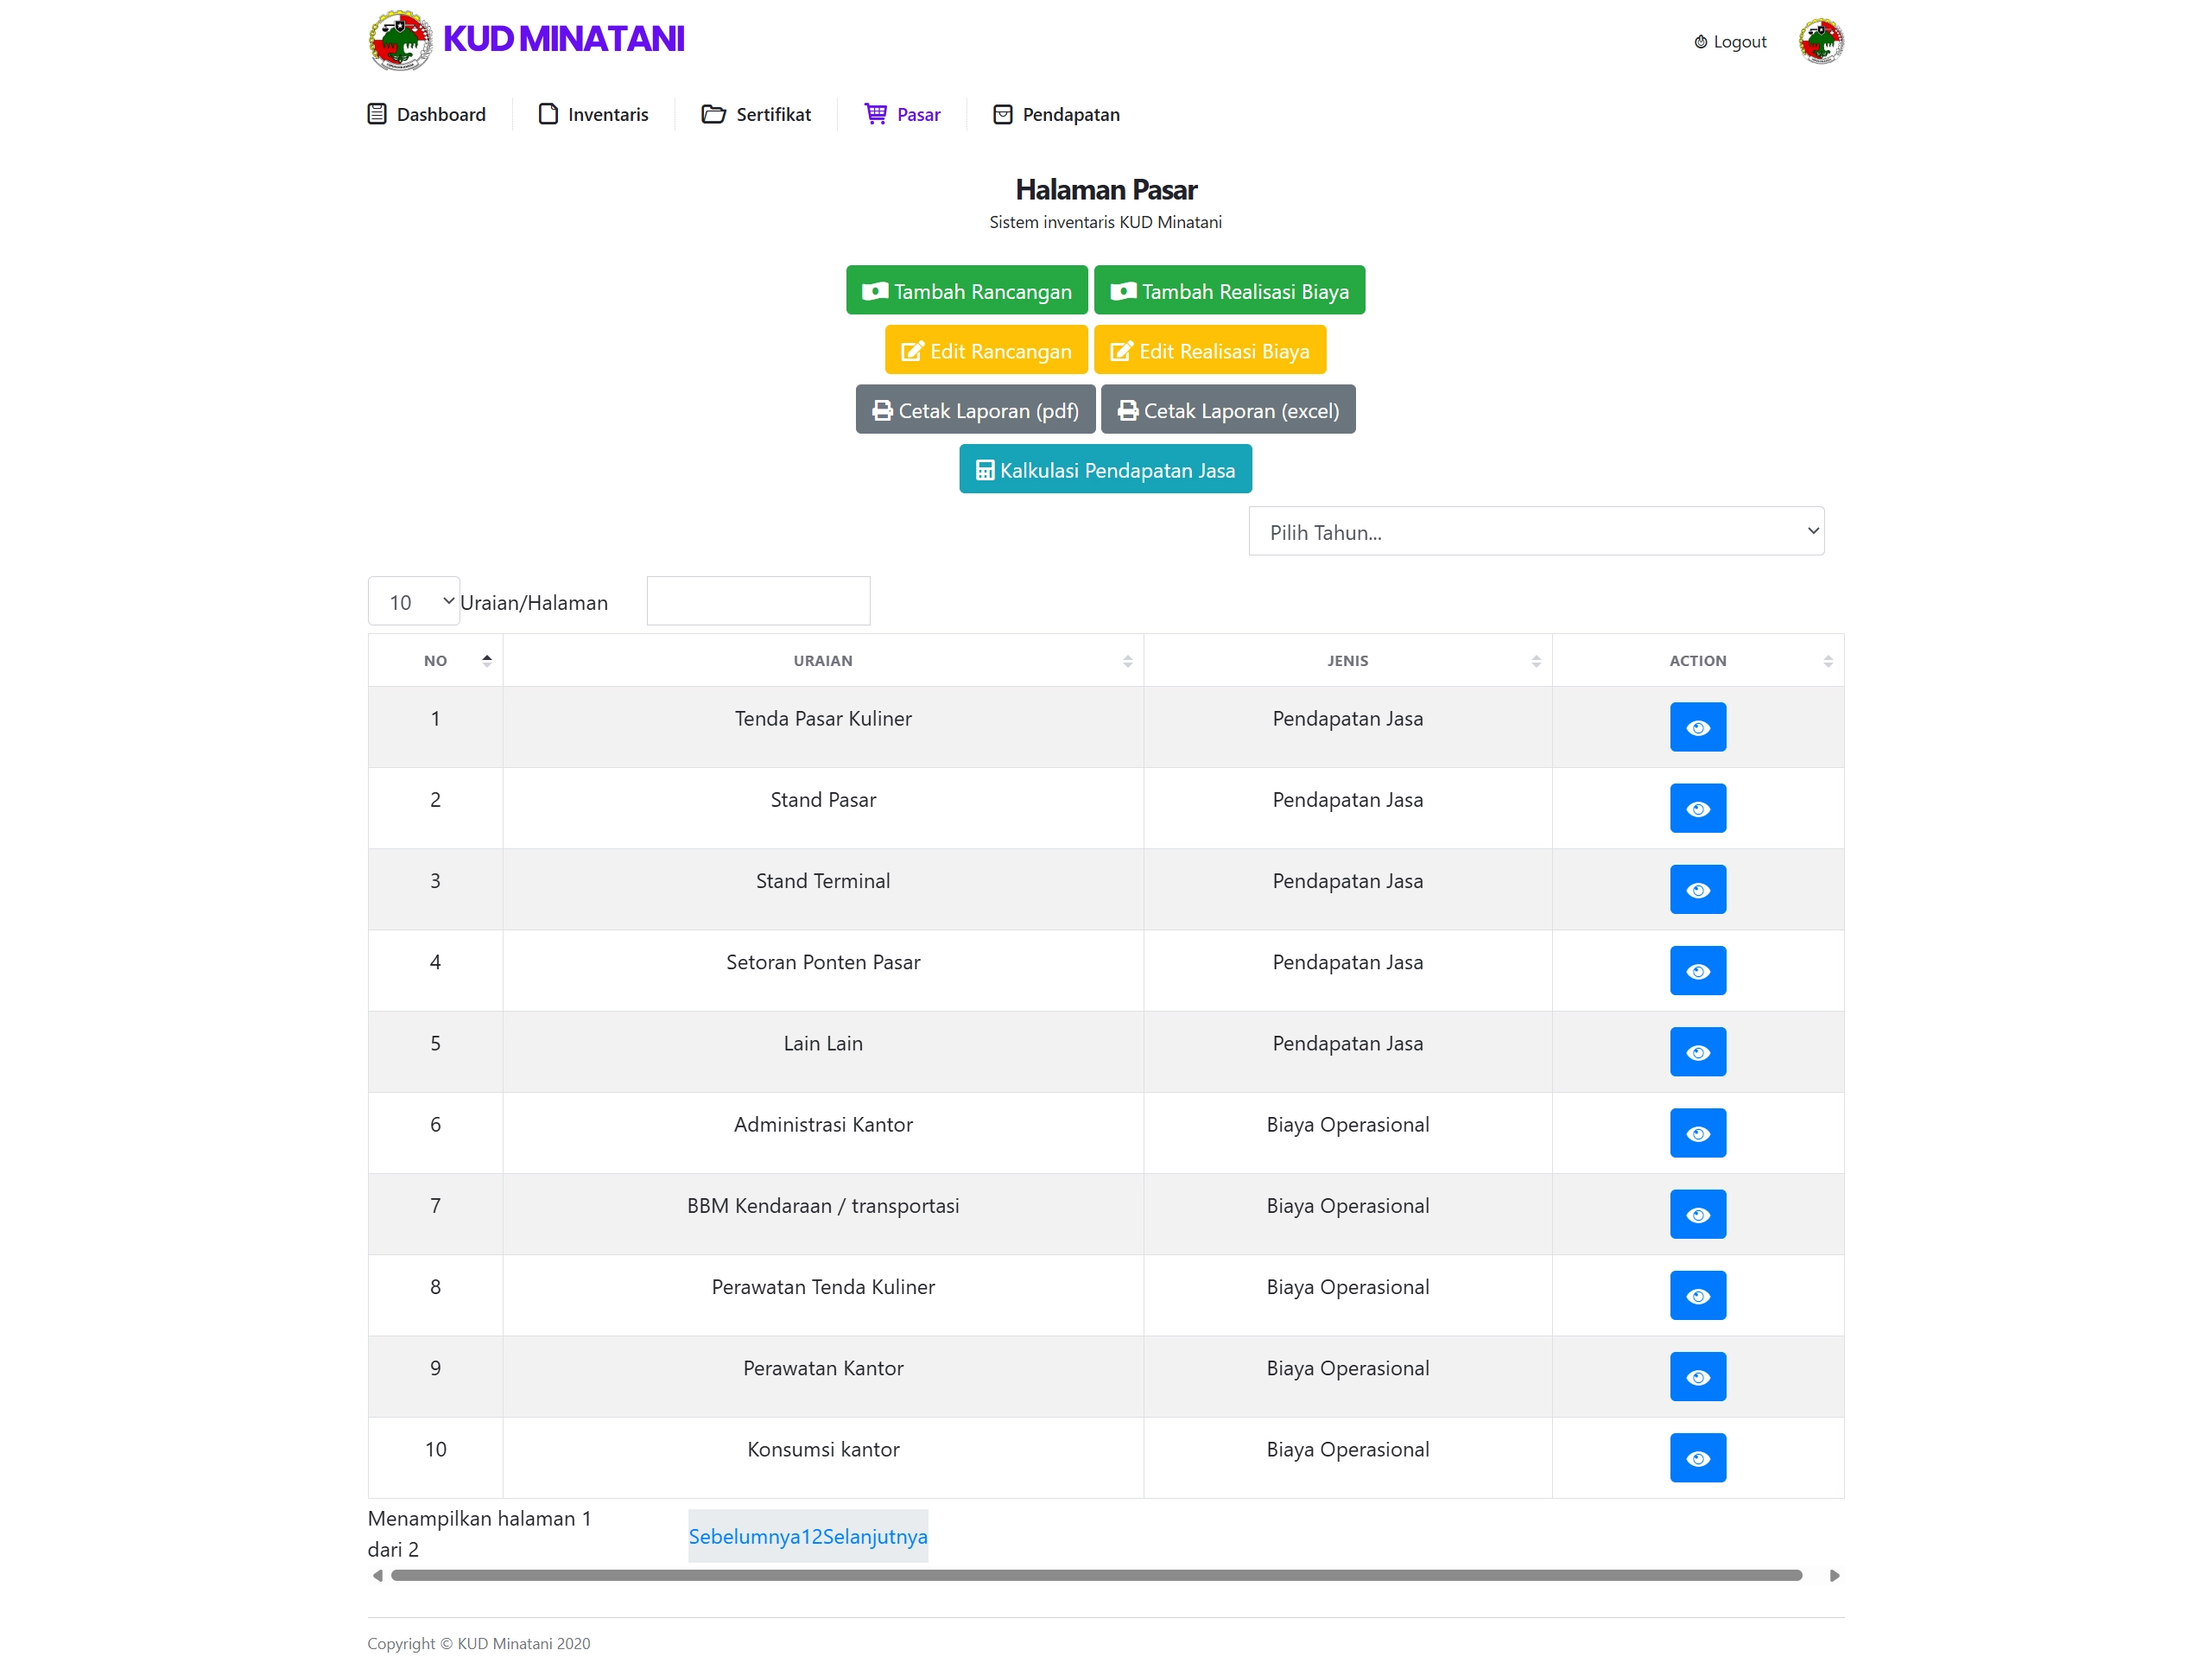 KUD MINATANI
Logout
Dashboard Inventaris Sertifikat Pasar Pendapatan
Halaman Pasar
Sistem inventaris KUD Minatani
Tambah Rancangan Tambah Realisasi Biaya
Edit Rancangan Edit Realisasi Biaya
Cetak Laporan (pdf) Cetak Laporan (excel)
Kalkulasi Pendapatan Jasa
Pilih Tahun...
10 Uraian/Halaman
NO URAIAN JENIS ACTION
1 Tenda Pasar Kuliner Pendapatan Jasa
2 Stand Pasar Pendapatan Jasa
3 Stand Terminal Pendapatan Jasa
4 Setoran Ponten Pasar Pendapatan Jasa
5 Lain Lain Pendapatan Jasa
6 Administrasi Kantor Biaya Operasional
7 BBM Kendaraan / transportasi Biaya Operasional
8 Perawatan Tenda Kuliner Biaya Operasional
9 Perawatan Kantor Biaya Operasional
10 Konsumsi kantor Biaya Operasional
Menampilkan halaman 1
dari 2
Sebelumnya12Selanjutnya
Copyright © KUD Minatani 2020